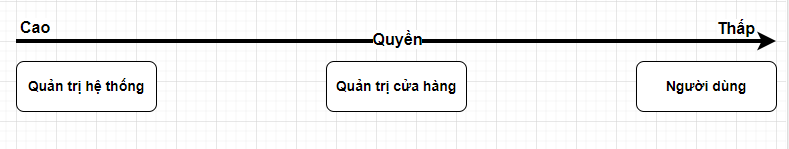 Cao
Thấp
Quyền
Quản trị hệ thống
Quản trị cửa hàng
Người dùng